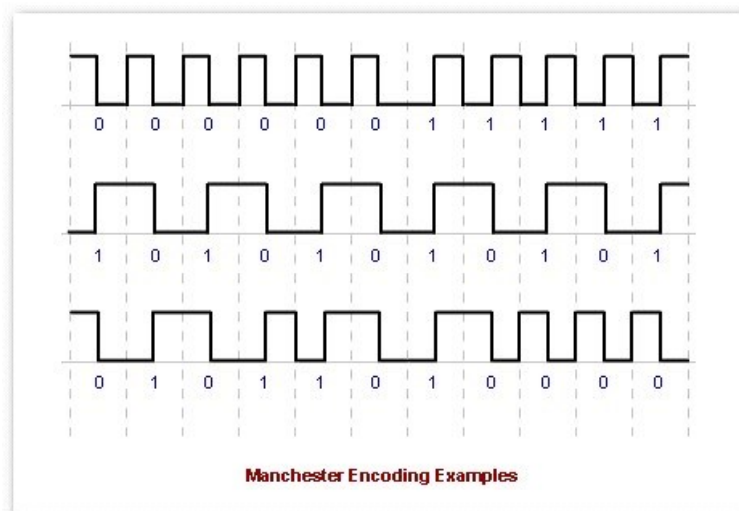 0 0 0 0 0 0 1 1 1 1 1
1 0 1 0 1 0 1 0 1 0 1
0 1 0 1 1 0 1 0 0 0 0
Manchester Encoding Examples